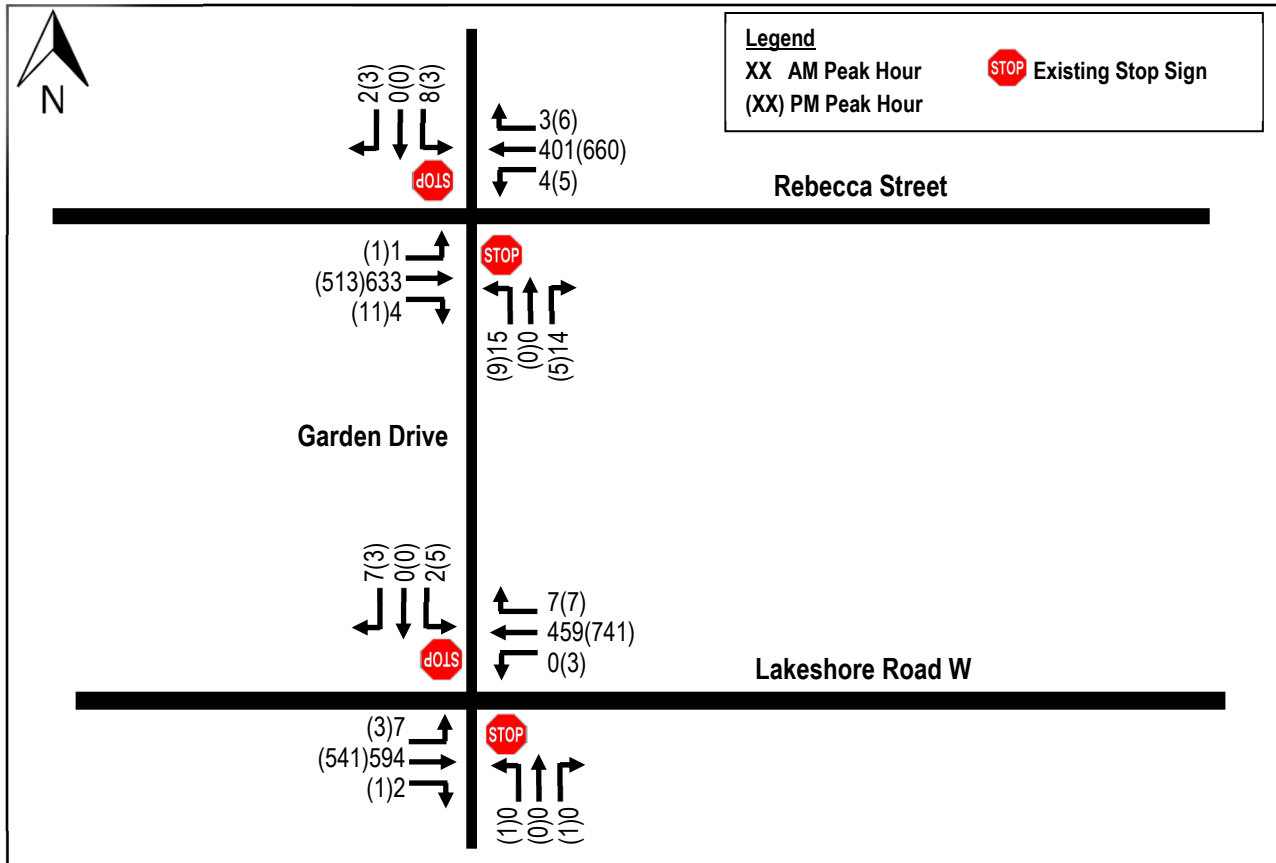 N
Legend
XX AM Peak Hour
STOP Existing Stop Sign
(XX) PM Peak Hour
2(3)
0(0)
8(3)
3(6)
401(660)
4(5)
STOP
Rebecca Street
(1)1
(513)633
(11)4
STOP
(9)15
(0)0
(5)14
Garden Drive
7(3)
0(0)
2(5)
7(7)
459(741)
0(3)
STOP
Lakeshore Road W
(3)7
(541)594
(1)2
STOP
(1)0
(0)0
(1)0